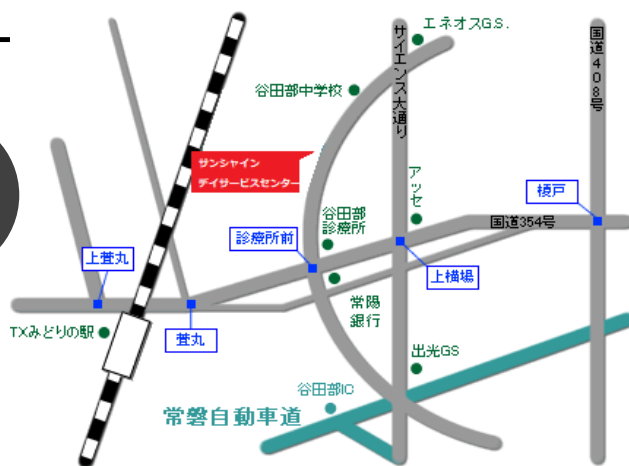 エネオスG.S.
サイエンス大通り
国道408号
谷田部中学校
サンシャイン
デイサービスセンター
アッセ
榎戸
谷田部
診療所
国道354号
診療所前
上萱丸
上横場
常陽
銀行
TXみどりの駅
萱丸
出光GS
谷田部IC
常磐自動車道